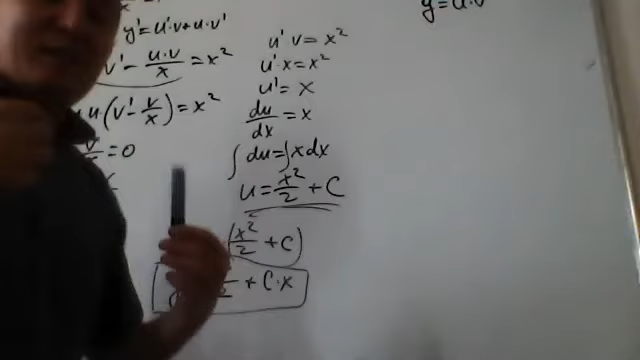 y' = u'·v + u·v'
v' - u·v/x = x²
u(v' - v/x) = x²
= 0
u'·v = x²
u'·x = x²
u' = x
du/dx = x
∫ du = ∫ x dx
u = x²/2 + C
(x²/2 + C)
+ C·x
y = u·v